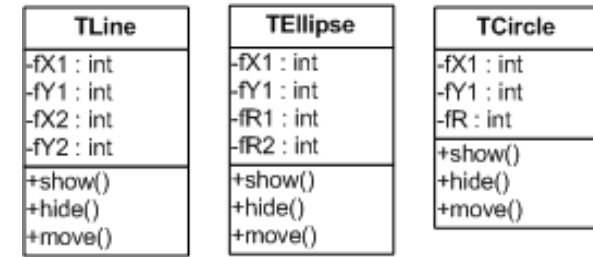 TLine
-fX1 : int
-fY1 : int
-fX2 : int
-fY2 : int
+show()
+hide()
+move()
TEllipse
-fX1 : int
-fY1 : int
-fR1 : int
-fR2 : int
+show()
+hide()
+move()
TCircle
-fX1 : int
-fY1 : int
-fR : int
+show()
+hide()
+move()